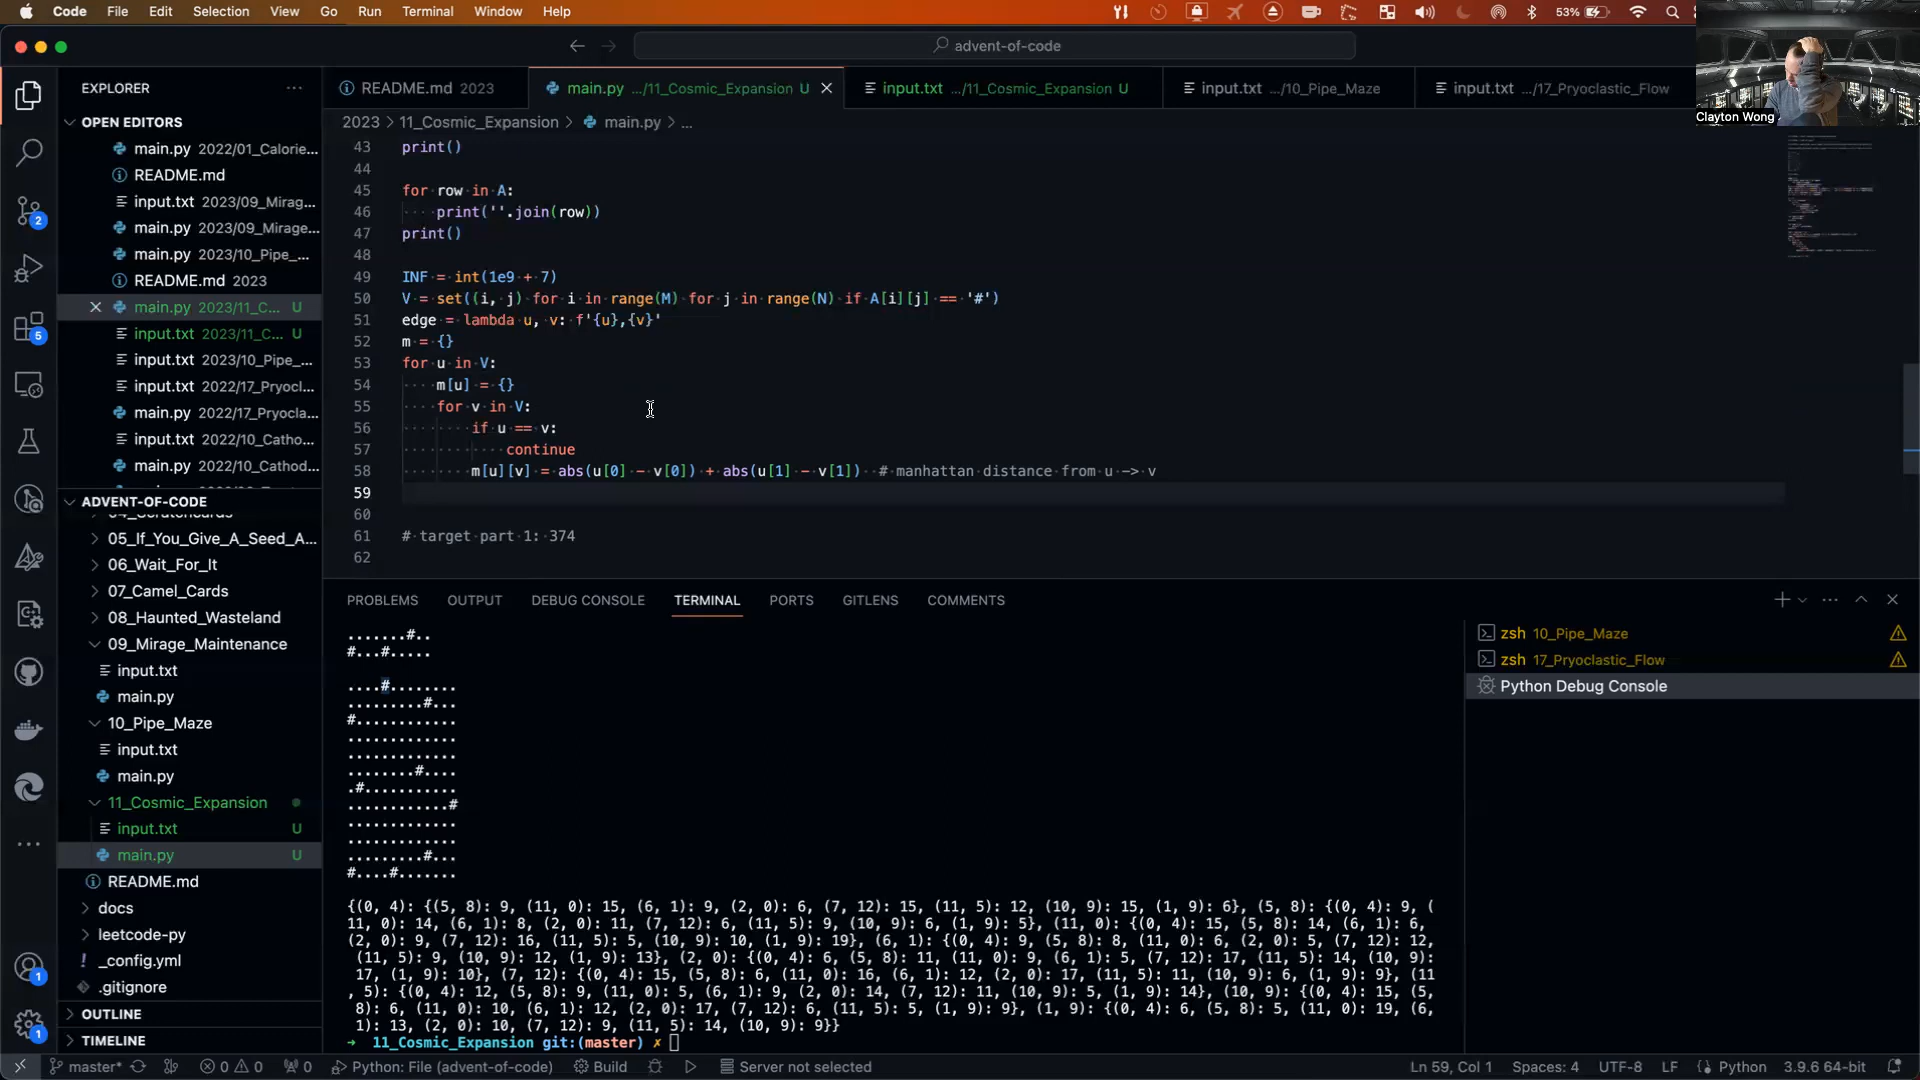 Code File Edit Selection View Go Run Terminal Window Help 53%
advent-of-code
Clayton Wong
EXPLORER
OPEN EDITORS
main.py 2022/01_Calorie...
README.md
input.txt 2023/09_Mirag...
main.py 2023/09_Mirage...
main.py 2023/10_Pipe_...
README.md 2023
main.py 2023/11_C... U
input.txt 2023/11_C... U
input.txt 2023/10_Pipe_...
input.txt 2022/17_Pryocl...
main.py 2022/17_Pryocla...
input.txt 2022/10_Catho...
main.py 2022/10_Cathod...
ADVENT-OF-CODE
04_Scratchcards
05_If_You_Give_A_Seed_A...
06_Wait_For_It
07_Camel_Cards
08_Haunted_Wasteland
09_Mirage_Maintenance
input.txt
main.py
10_Pipe_Maze
input.txt
main.py
11_Cosmic_Expansion
input.txt U
main.py U
README.md
docs
leetcode-py
_config.yml
.gitignore
OUTLINE
TIMELINE
2
5
1
1
README.md 2023 main.py .../11_Cosmic_Expansion U input.txt .../11_Cosmic_Expansion U input.txt .../10_Pipe_Maze input.txt .../17_Pryoclastic_Flow
2023 > 11_Cosmic_Expansion > main.py > ...
43 print()
44
45 for row in A:
46 print(''.join(row))
47 print()
48
49 INF = int(1e9 + 7)
50 V = set((i, j) for i in range(M) for j in range(N) if A[i][j] == '#')
51 edge = lambda u, v: f'{u},{v}'
52 m = {}
53 for u in V:
54 m[u] = {}
55 for v in V:
56 if u == v:
57 continue
58 m[u][v] = abs(u[0] - v[0]) + abs(u[1] - v[1]) # manhattan distance from u -> v
59
60
61 # target part 1: 374
62
PROBLEMS OUTPUT DEBUG CONSOLE TERMINAL PORTS GITLENS COMMENTS
zsh 10_Pipe_Maze
zsh 17_Pryoclastic_Flow
Python Debug Console
.......#..
#...#.....
....#........
.........#...
#............
.............
.............
........#....
.#...........
............#
.............
.............
.........#...
#....#.......
{(0, 4): {(5, 8): 9, (11, 0): 15, (6, 1): 9, (2, 0): 6, (7, 12): 15, (11, 5): 12, (10, 9): 15, (1, 9): 6}, (5, 8): {(0, 4): 9, (
11, 0): 14, (6, 1): 8, (2, 0): 11, (7, 12): 6, (11, 5): 9, (10, 9): 6, (1, 9): 5}, (11, 0): {(0, 4): 15, (5, 8): 14, (6, 1): 6,
(2, 0): 9, (7, 12): 16, (11, 5): 5, (10, 9): 10, (1, 9): 19}, (6, 1): {(0, 4): 9, (5, 8): 8, (11, 0): 6, (2, 0): 5, (7, 12): 12,
(11, 5): 9, (10, 9): 12, (1, 9): 13}, (2, 0): {(0, 4): 6, (5, 8): 11, (11, 0): 9, (6, 1): 5, (7, 12): 17, (11, 5): 14, (10, 9):
17, (1, 9): 10}, (7, 12): {(0, 4): 15, (5, 8): 6, (11, 0): 16, (6, 1): 12, (2, 0): 17, (11, 5): 11, (10, 9): 6, (1, 9): 9}, (11
, 5): {(0, 4): 12, (5, 8): 9, (11, 0): 5, (6, 1): 9, (2, 0): 14, (7, 12): 11, (10, 9): 5, (1, 9): 14}, (10, 9): {(0, 4): 15, (5,
8): 6, (11, 0): 10, (6, 1): 12, (2, 0): 17, (7, 12): 6, (11, 5): 5, (1, 9): 9}, (1, 9): {(0, 4): 6, (5, 8): 5, (11, 0): 19, (6,
1): 13, (2, 0): 10, (7, 12): 9, (11, 5): 14, (10, 9): 9}}
→ 11_Cosmic_Expansion git:(master) ✗
master* 0 0 0 Python: File (advent-of-code) Build Server not selected Ln 59, Col 1 Spaces: 4 UTF-8 LF Python 3.9.6 64-bit